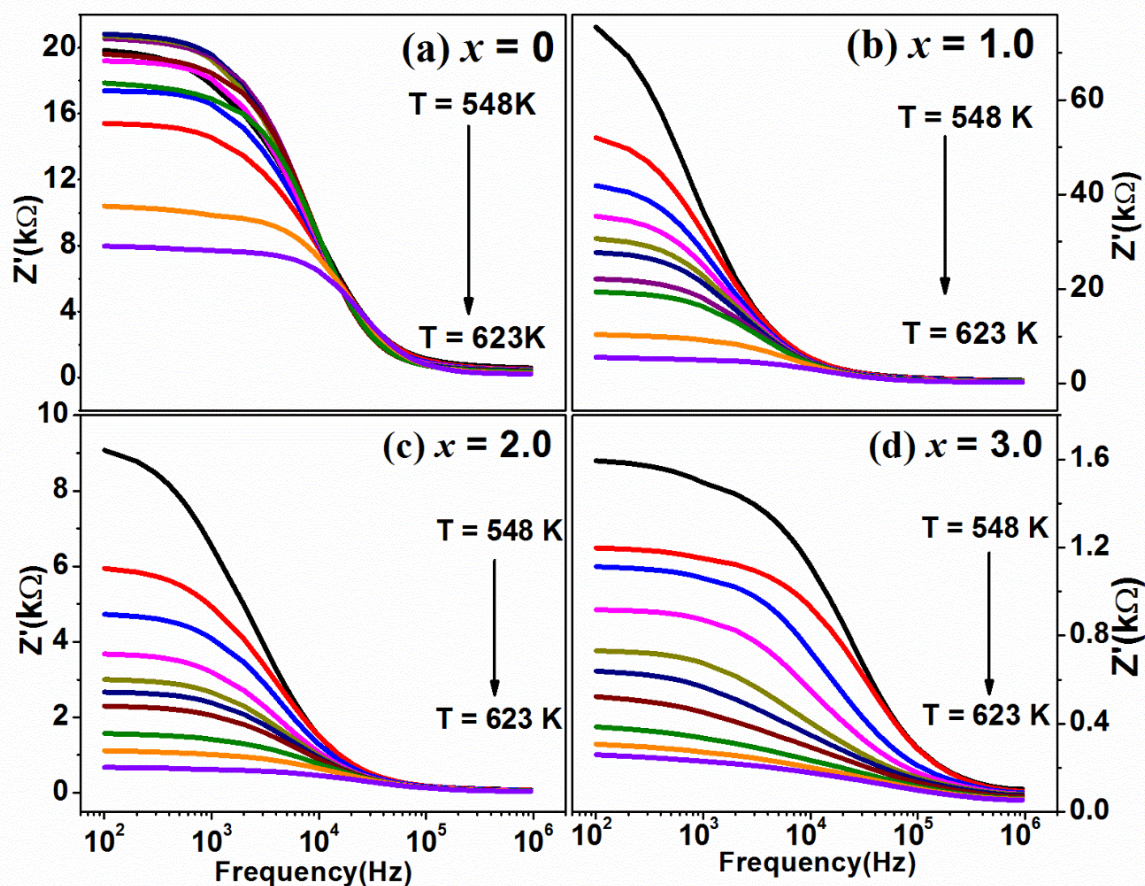 (a) x = 0
T = 548K
T = 623K
Z'(kΩ)
20
16
12
8
4
0
(b) x = 1.0
T = 548 K
T = 623 K
Z'(kΩ)
60
40
20
0
(c) x = 2.0
T = 548 K
T = 623 K
Z'(kΩ)
10
8
6
4
2
0
10² 10³ 10⁴ 10⁵ 10⁶
Frequency(Hz)
(d) x = 3.0
T = 548 K
T = 623 K
Z'(kΩ)
1.6
1.2
0.8
0.4
0.0
10² 10³ 10⁴ 10⁵ 10⁶
Frequency(Hz)